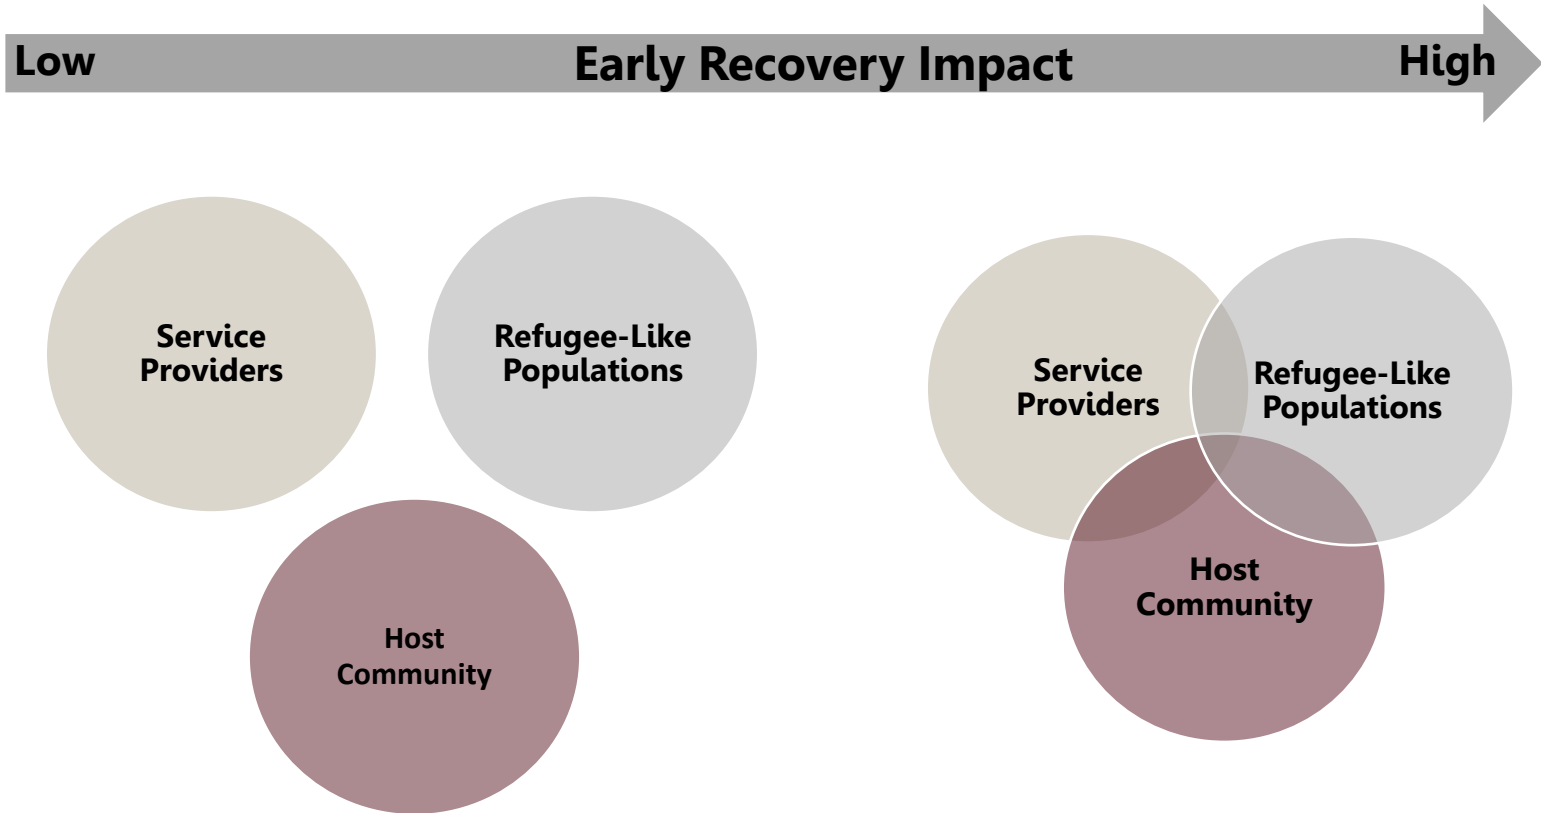 Low Early Recovery Impact High
Service
Providers
Refugee-Like
Populations
Host
Community
Service
Providers
Refugee-Like
Populations
Host
Community